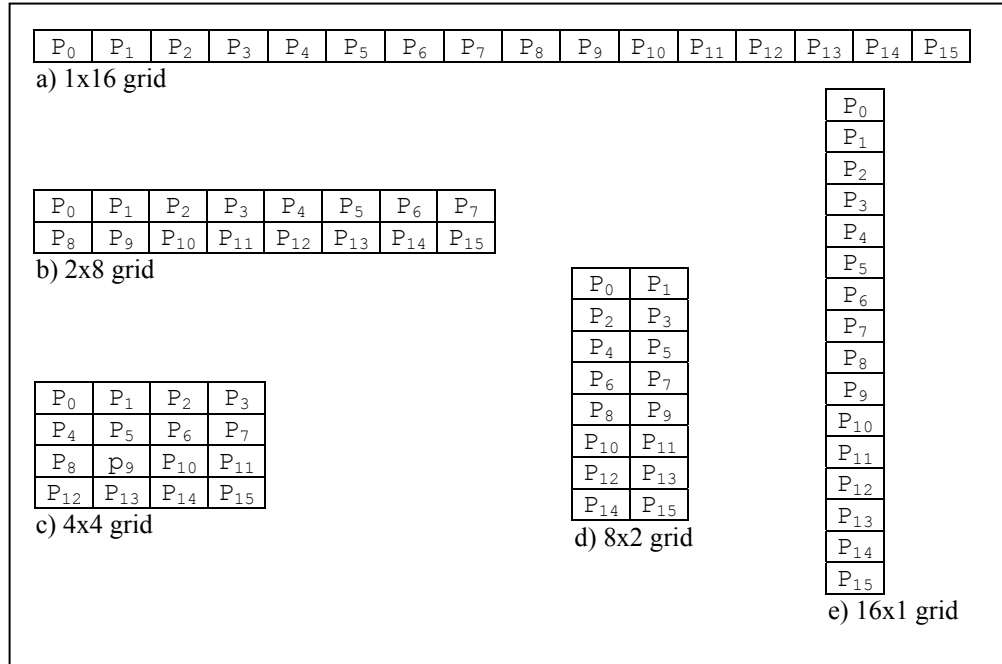 P₀ P₁ P₂ P₃ P₄ P₅ P₆ P₇ P₈ P₉ P₁₀ P₁₁ P₁₂ P₁₃ P₁₄ P₁₅
a) 1x16 grid
P₀ P₁ P₂ P₃ P₄ P₅ P₆ P₇
P₈ P₉ P₁₀ P₁₁ P₁₂ P₁₃ P₁₄ P₁₅
b) 2x8 grid
P₀ P₁ P₂ P₃
P₄ P₅ P₆ P₇
P₈ p₉ P₁₀ P₁₁
P₁₂ P₁₃ P₁₄ P₁₅
c) 4x4 grid
P₀ P₁
P₂ P₃
P₄ P₅
P₆ P₇
P₈ P₉
P₁₀ P₁₁
P₁₂ P₁₃
P₁₄ P₁₅
d) 8x2 grid
P₀
P₁
P₂
P₃
P₄
P₅
P₆
P₇
P₈
P₉
P₁₀
P₁₁
P₁₂
P₁₃
P₁₄
P₁₅
e) 16x1 grid